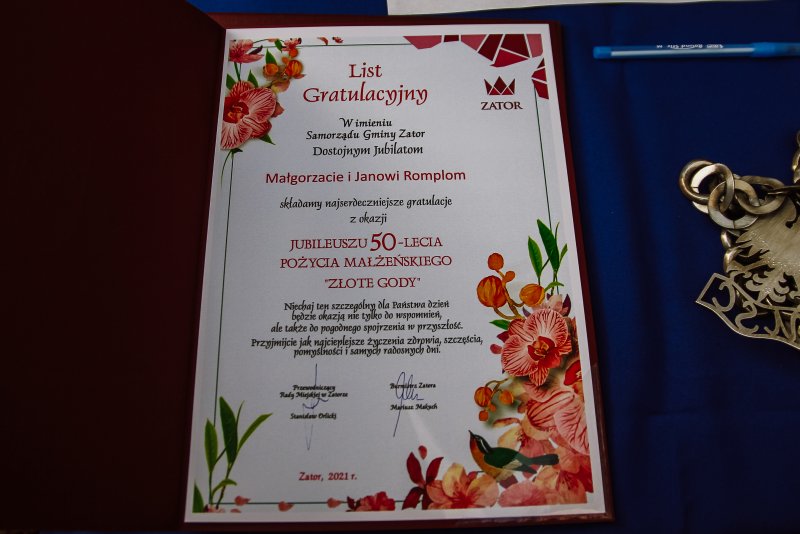 List
Gratulacyjny
ZATOR
W imieniu
Samorządu Gminy Zator
Dostojnym Jubilatom
Małgorzacie i Janowi Romplom
składamy najserdeczniejsze gratulacje
z okazji
JUBILEUSZU 50-LECIA
POŻYCIA MAŁŻEŃSKIEGO
"ZŁOTE GODY"
Niechaj ten szczególny dla Państwa dzień
będzie okazją nie tylko do wspomnień,
ale także do pogodnego spojrzenia w przyszłość.
Przyjmijcie jak najcieplejsze życzenia zdrowia, szczęścia,
pomyślności i samych radosnych dni.
Przewodniczący
Rady Miejskiej w Zatorze
Stanisław Orlicki
Burmistrz Zatora
Mariusz Makuch
Zator, 2021 r.